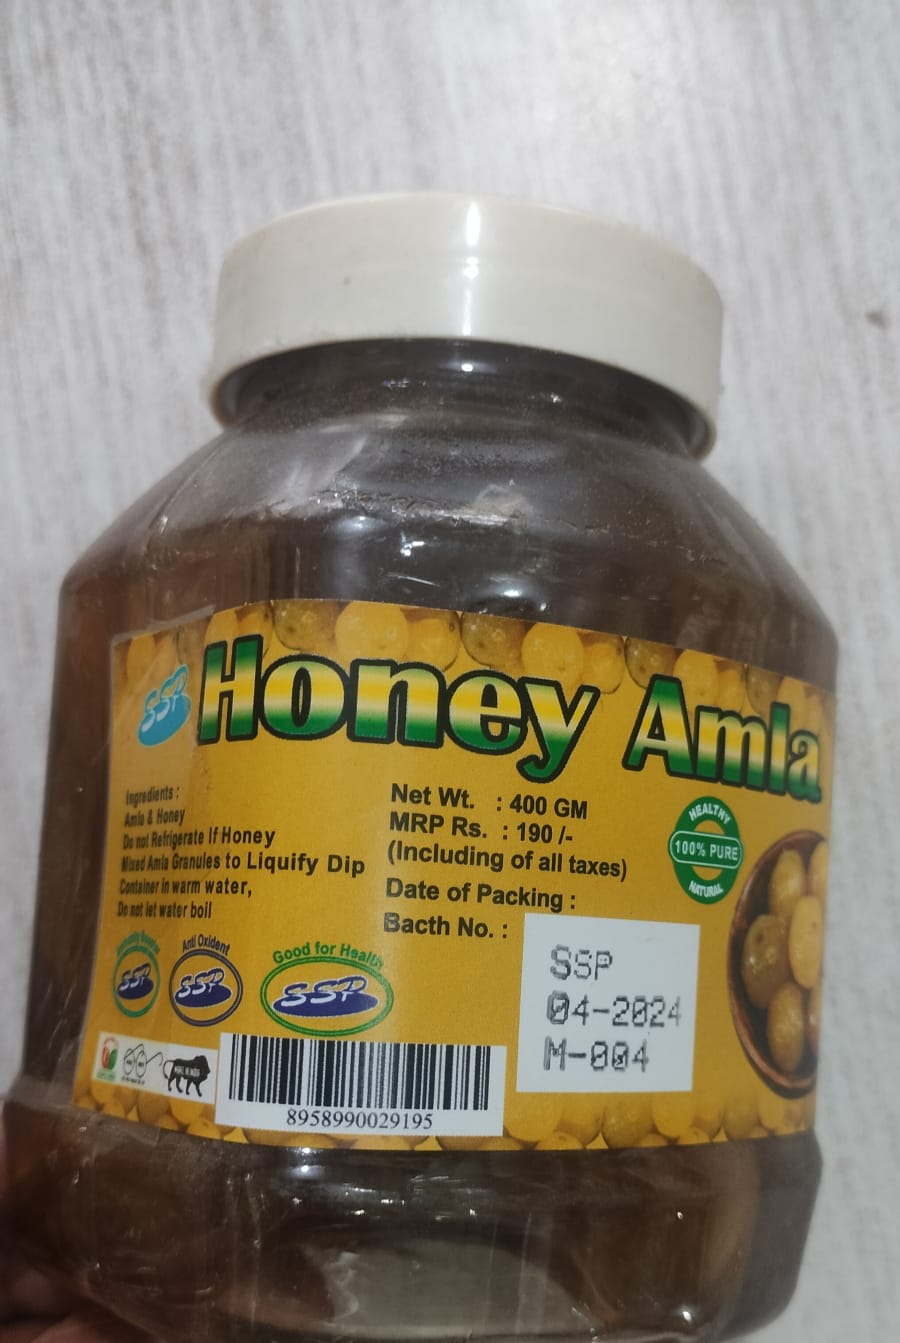 SSP
Honey Amla
Ingredients :
Amla & Honey
Do not Refrigerate If Honey
Mixed Amla Granules to Liquify Dip
Container in warm water,
Do not let water boil
Net Wt. : 400 GM
MRP Rs. : 190 /-
(Including of all taxes)
Date of Packing :
Bacth No. :
SSP
04-2024
M-004
HEALTHY
100% PURE
NATURAL
SSP
Anti Oxident
SSP
Good for Health
SSP
MAKE IN INDIA
8958990029195